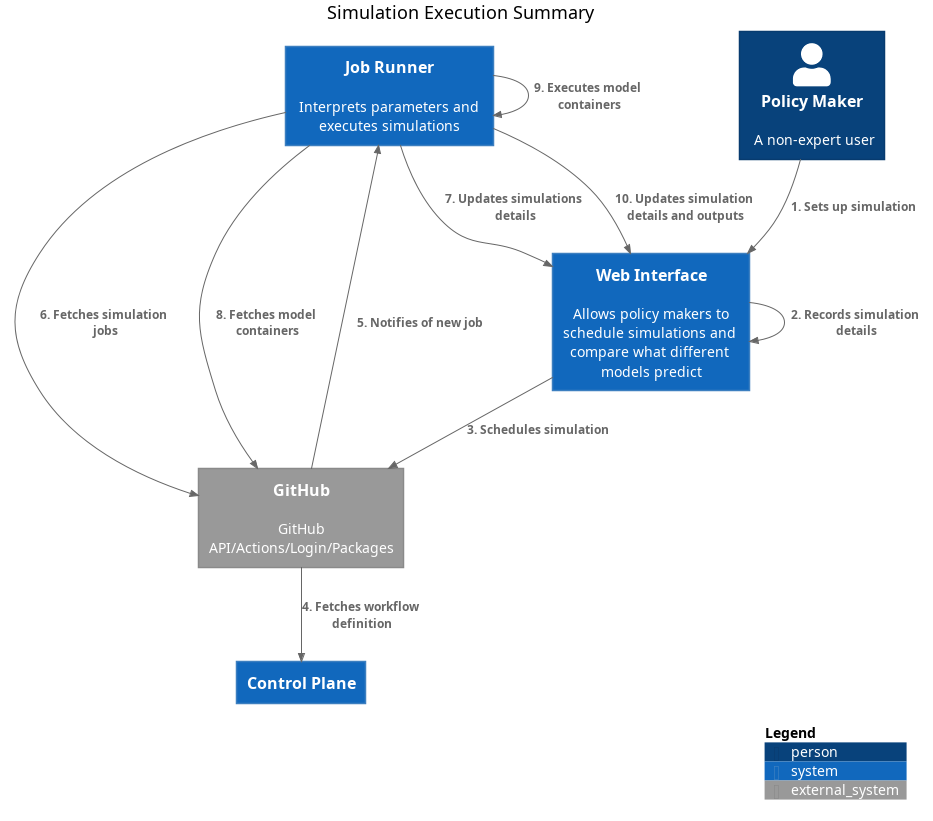 Simulation Execution Summary
Job Runner
Interprets parameters and
executes simulations
9. Executes model
containers
Policy Maker
A non-expert user
7. Updates simulations
details
10. Updates simulation
details and outputs
1. Sets up simulation
Web Interface
Allows policy makers to
schedule simulations and
compare what different
models predict
2. Records simulation
details
6. Fetches simulation
jobs
8. Fetches model
containers
5. Notifies of new job
3. Schedules simulation
GitHub
GitHub
API/Actions/Login/Packages
4. Fetches workflow
definition
Control Plane
Legend
person
system
external_system